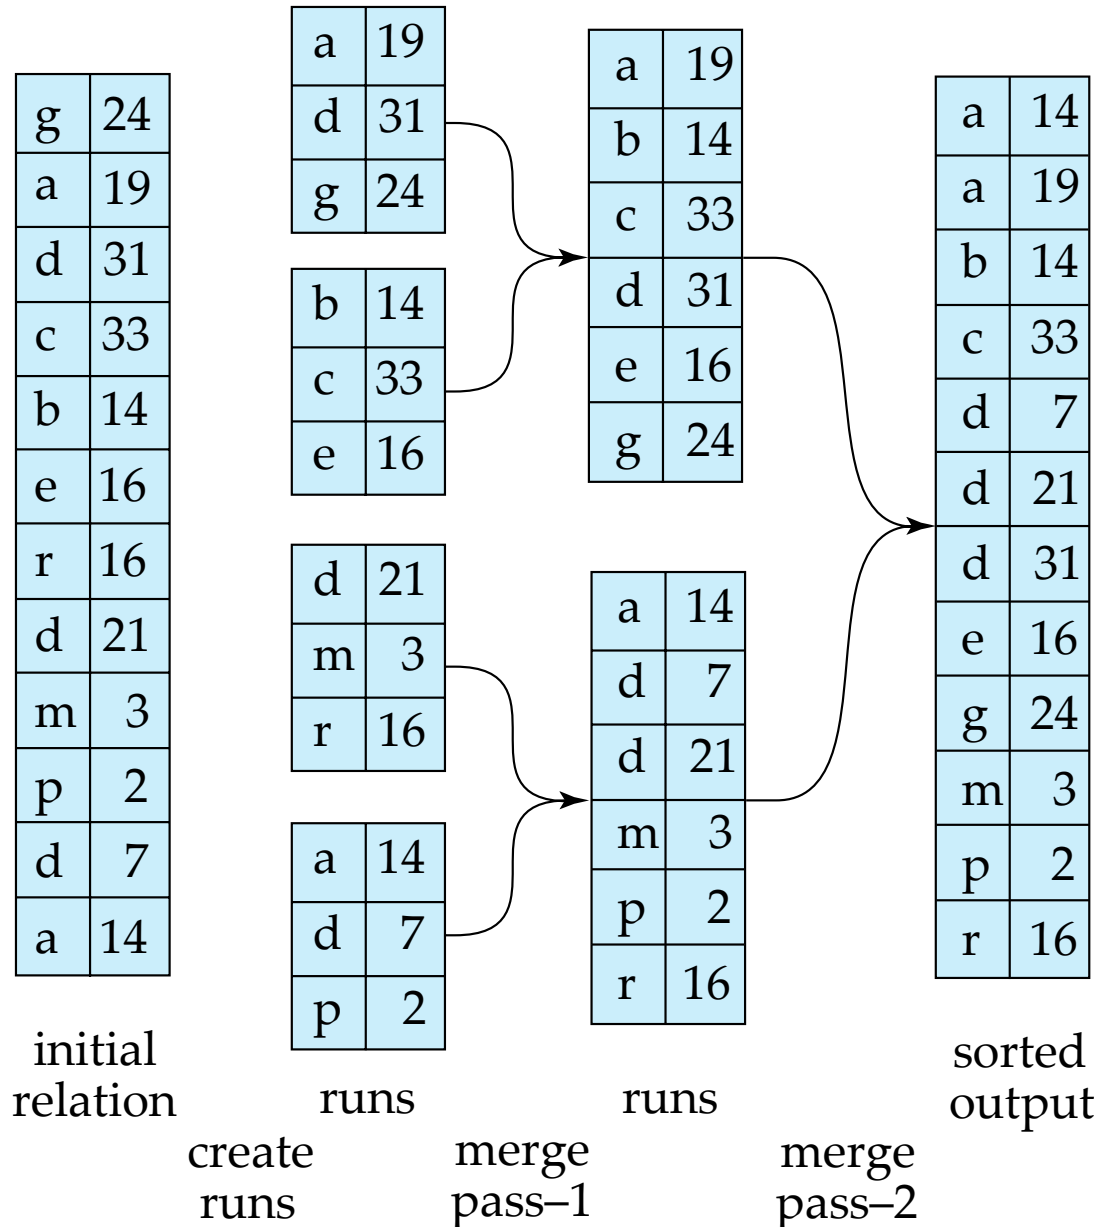 g 24
a 19
d 31
c 33
b 14
e 16
r 16
d 21
m 3
p 2
d 7
a 14
initial
relation
create
runs
a 19
d 31
g 24
b 14
c 33
e 16
d 21
m 3
r 16
a 14
d 7
p 2
runs
merge
pass–1
a 19
b 14
c 33
d 31
e 16
g 24
a 14
d 7
d 21
m 3
p 2
r 16
runs
merge
pass–2
a 14
a 19
b 14
c 33
d 7
d 21
d 31
e 16
g 24
m 3
p 2
r 16
sorted
output